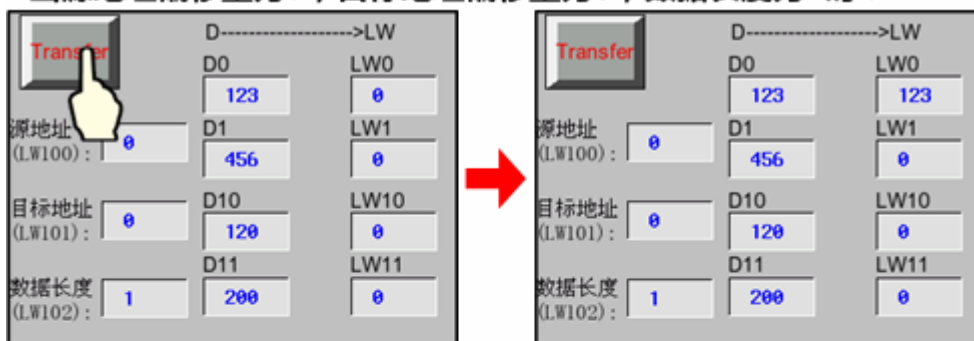 Transfer
D-------------------->LW
D0 LW0
123 0
源地址
(LW100): 0
D1 LW1
456 0
目标地址
(LW101): 0
D10 LW10
120 0
数据长度
(LW102): 1
D11 LW11
200 0
Transfer
D-------------------->LW
D0 LW0
123 123
源地址
(LW100): 0
D1 LW1
456 0
目标地址
(LW101): 0
D10 LW10
120 0
数据长度
(LW102): 1
D11 LW11
200 0